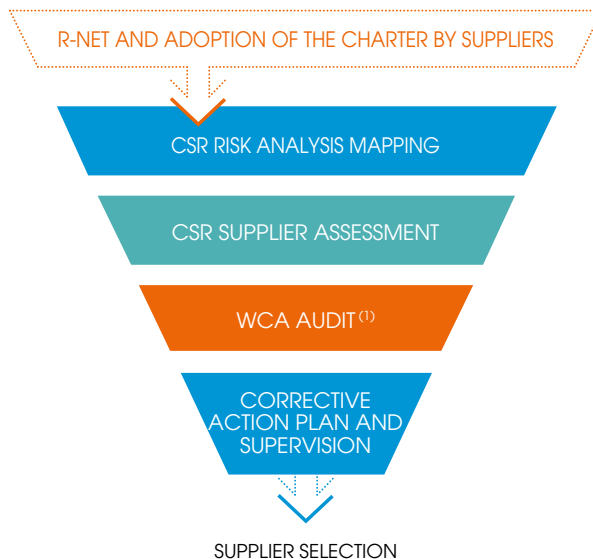 R-NET AND ADOPTION OF THE CHARTER BY SUPPLIERS
CSR RISK ANALYSIS MAPPING
CSR SUPPLIER ASSESSMENT
WCA AUDIT (1)
CORRECTIVE
ACTION PLAN AND
SUPERVISION
SUPPLIER SELECTION